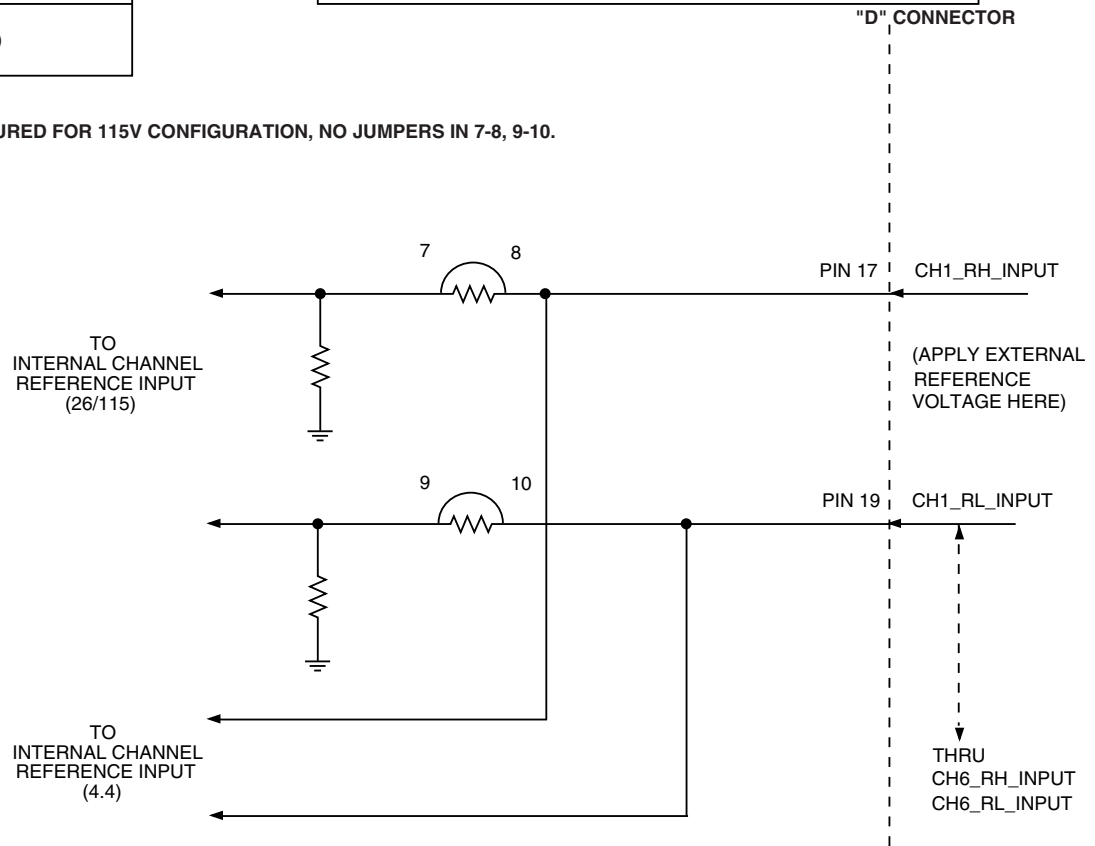 "D" CONNECTOR
)
URED FOR 115V CONFIGURATION, NO JUMPERS IN 7-8, 9-10.
7
8
PIN 17
CH1_RH_INPUT
TO
INTERNAL CHANNEL
REFERENCE INPUT
(26/115)
(APPLY EXTERNAL
REFERENCE
VOLTAGE HERE)
9
10
PIN 19
CH1_RL_INPUT
TO
INTERNAL CHANNEL
REFERENCE INPUT
(4.4)
THRU
CH6_RH_INPUT
CH6_RL_INPUT